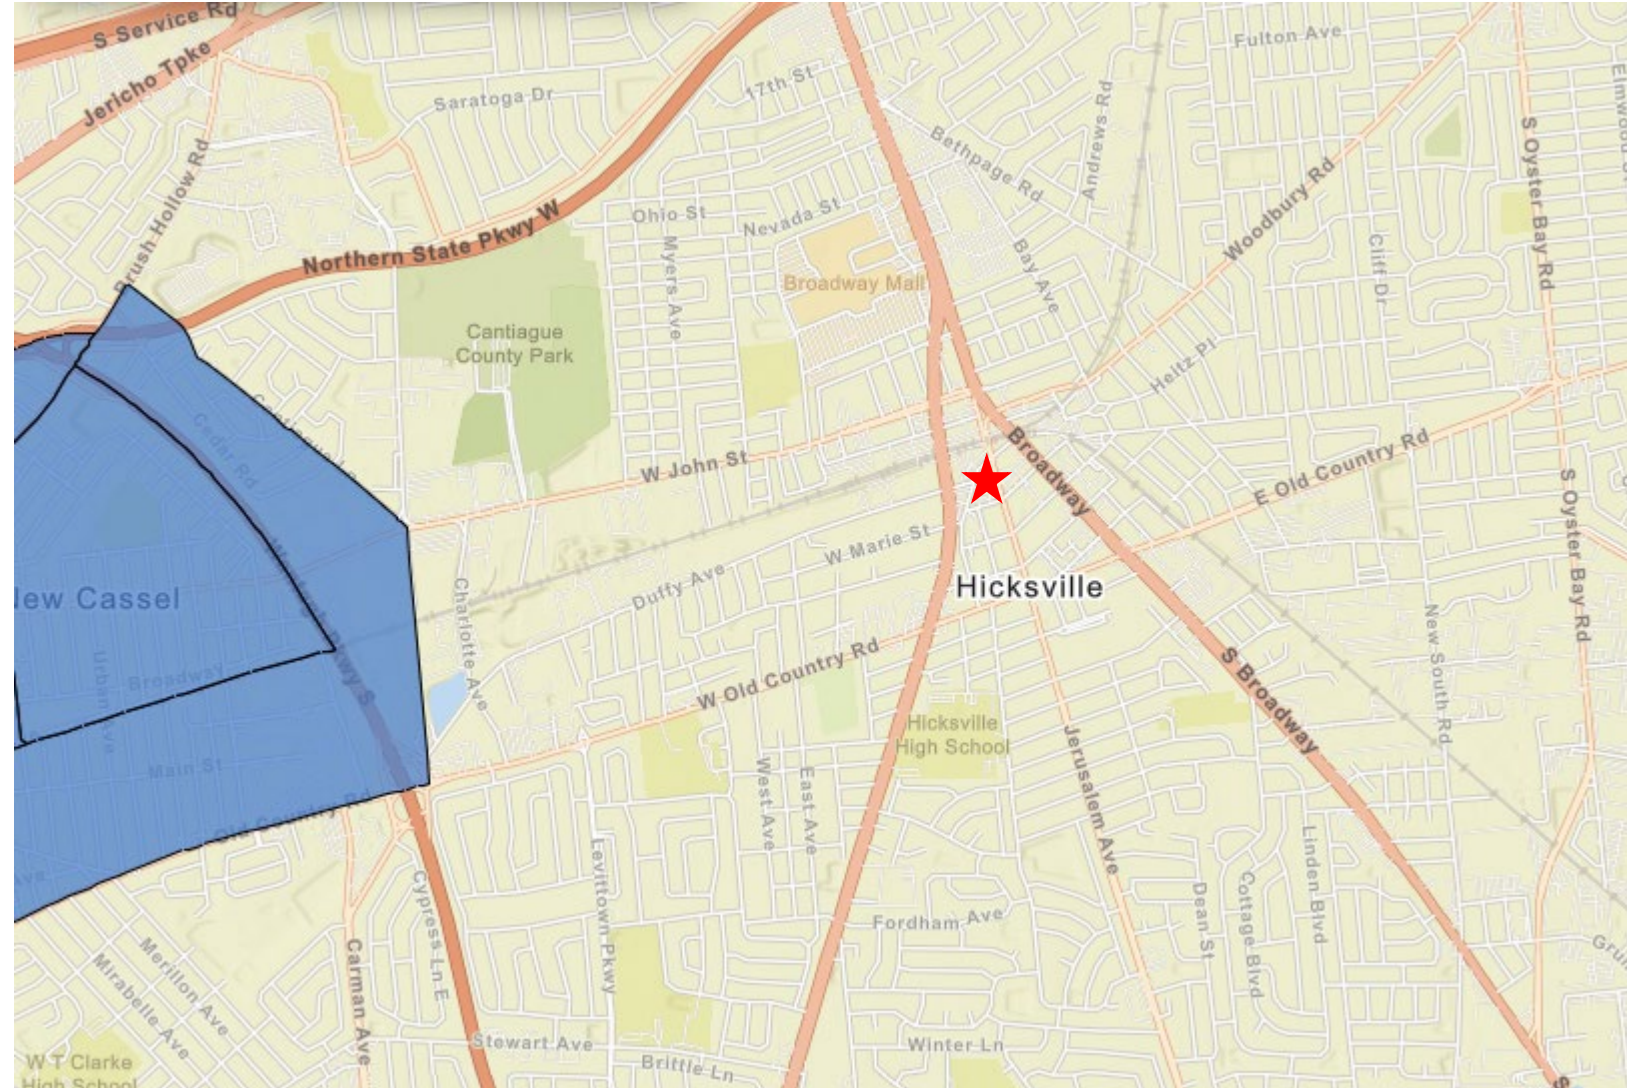 S Service Rd
Jericho Tpke
Saratoga Dr
17th St
Fulton Ave
Bethpage Rd
Andrews Rd
S Oyster Bay Rd
Brush Hollow Rd
Northern State Pkwy W
Ohio St
Nevada St
Myers Ave
Broadway Mall
Bay Ave
Woodbury Rd
Cliff Dr
Cantiague
County Park
Heitz Pl
Cedar Rd
W John St
Broadway
E Old Country Rd
S Oyster Bay Rd
W Marie St
Duffy Ave
Charlotte Ave
Hicksville
New South Rd
Urban Ave
Broadway
Main St
W Old Country Rd
Hicksville
High School
S Broadway
Jerusalem Ave
West Ave
East Ave
Levittown Pkwy
Cypress Ln E
Carman Ave
Merillon Ave
Mirabelle Ave
Fordham Ave
Dean St
Cottage Blvd
Linden Blvd
Stewart Ave
Brittle Ln
Winter Ln
W T Clarke
High School